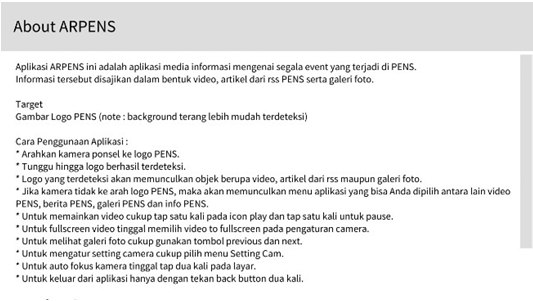 About ARPENS
Aplikasi ARPENS ini adalah aplikasi media informasi mengenai segala event yang terjadi di PENS.
Informasi tersebut disajikan dalam bentuk video, artikel dari rss PENS serta galeri foto.
Target
Gambar Logo PENS (note : background terang lebih mudah terdeteksi)
Cara Penggunaan Aplikasi :
* Arahkan kamera ponsel ke logo PENS.
* Tunggu hingga logo berhasil terdeteksi.
* Logo yang terdeteksi akan memunculkan objek berupa video, artikel dari rss maupun galeri foto.
* Jika kamera tidak ke arah logo PENS, maka akan memunculkan menu aplikasi yang bisa Anda dipilih antara lain video
PENS, berita PENS, galeri PENS dan info PENS.
* Untuk memainkan video cukup tap satu kali pada icon play dan tap satu kali untuk pause.
* Untuk fullscreen video tinggal memilih video to fullscreen pada pengaturan camera.
* Untuk melihat galeri foto cukup gunakan tombol previous dan next.
* Untuk mengatur setting camera cukup pilih menu Setting Cam.
* Untuk auto fokus kamera tinggal tap dua kali pada layar.
* Untuk keluar dari aplikasi hanya dengan tekan back button dua kali.